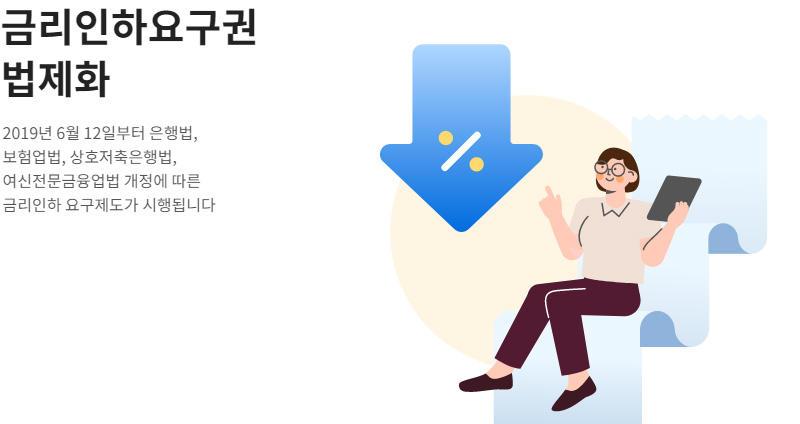 금리인하요구권
법제화
2019년 6월 12일부터 은행법,
보험업법, 상호저축은행법,
여신전문금융업법 개정에 따른
금리인하 요구제도가 시행됩니다
%